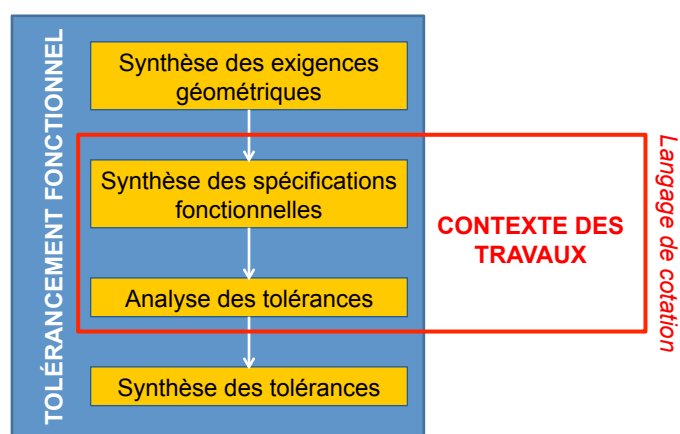 TOLÉRANCEMENT FONCTIONNEL
Synthèse des exigences
géométriques
Synthèse des spécifications
fonctionnelles
Analyse des tolérances
Synthèse des tolérances
CONTEXTE DES
TRAVAUX
Langage de cotation